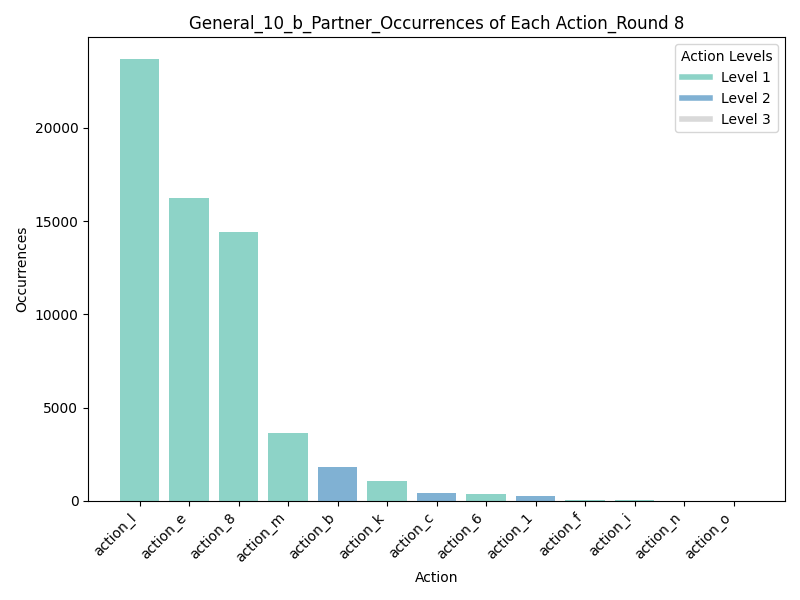 General_10_b_Partner_Occurrences of Each Action_Round 8
Action Levels
Level 1
Level 2
Level 3
20000
15000
10000
5000
0
Occurrences
action_l
action_e
action_8
action_m
action_b
action_k
action_c
action_6
action_1
action_f
action_i
action_n
action_o
Action